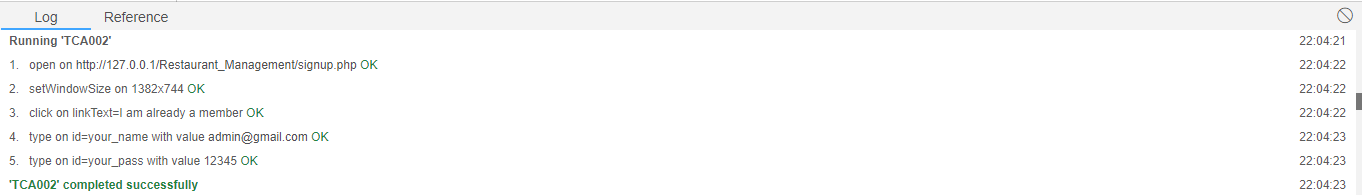 Log Reference
Running 'TCA002' 22:04:21
1. open on http://127.0.0.1/Restaurant_Management/signup.php OK 22:04:22
2. setWindowSize on 1382x744 OK 22:04:22
3. click on linkText=I am already a member OK 22:04:22
4. type on id=your_name with value admin@gmail.com OK 22:04:23
5. type on id=your_pass with value 12345 OK 22:04:23
'TCA002' completed successfully 22:04:23